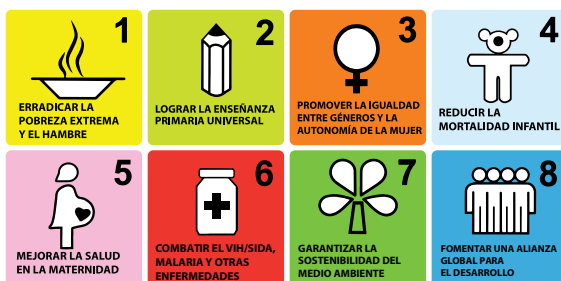 1
ERRADICAR LA
POBREZA EXTREMA
Y EL HAMBRE
2
LOGRAR LA ENSEÑANZA
PRIMARIA UNIVERSAL
3
PROMOVER LA IGUALDAD
ENTRE GÉNEROS Y LA
AUTONOMÍA DE LA MUJER
4
REDUCIR LA
MORTALIDAD INFANTIL
5
MEJORAR LA SALUD
EN LA MATERNIDAD
6
COMBATIR EL VIH/SIDA,
MALARIA Y OTRAS
ENFERMEDADES
7
GARANTIZAR LA
SOSTENIBILIDAD DEL
MEDIO AMBIENTE
8
FOMENTAR UNA ALIANZA
GLOBAL PARA
EL DESARROLLO